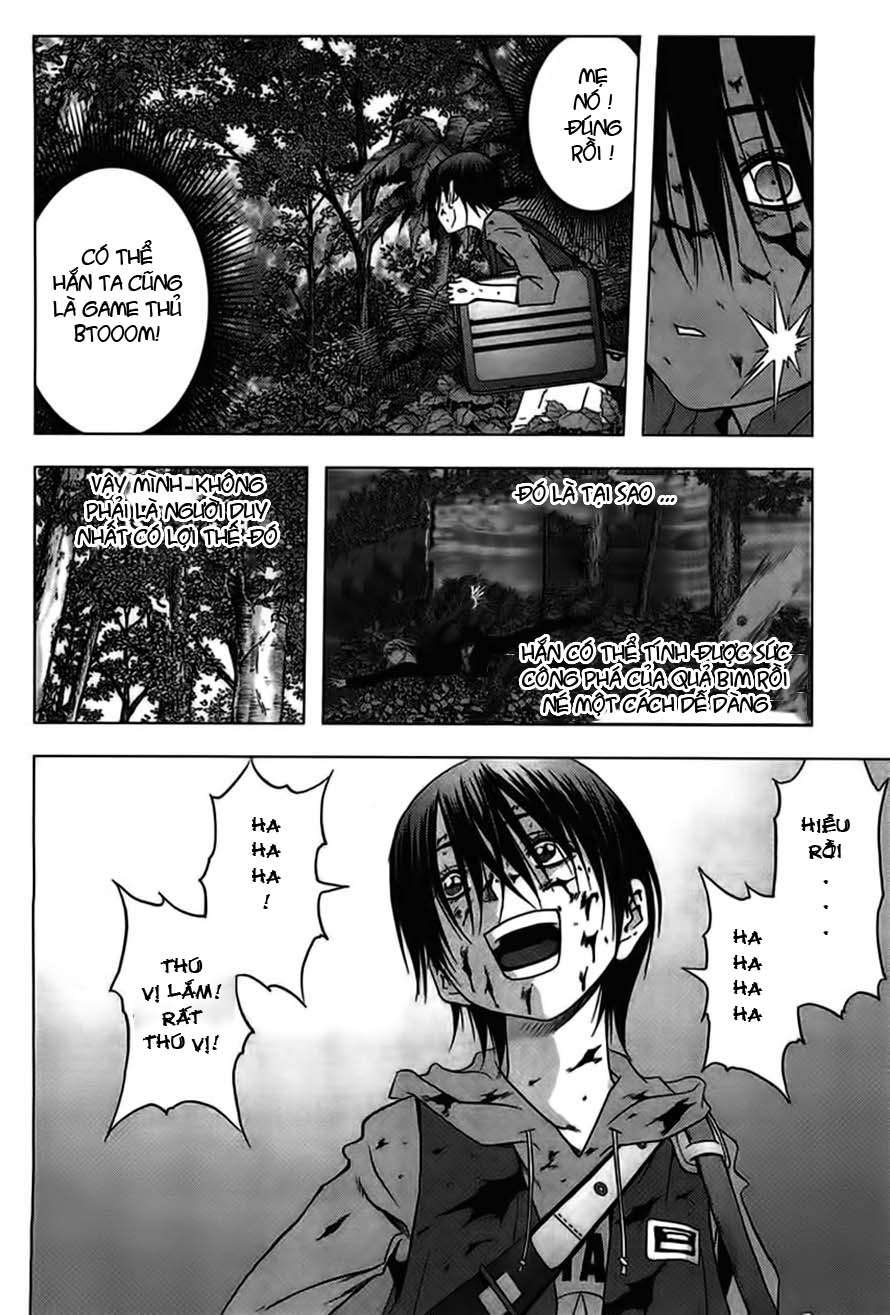 MẸ
NÓ !
ĐÚNG
RỒI !
CÓ THỂ
HẮN TA CŨNG
LÀ GAME THỦ
BTOOOM!
ĐÓ LÀ TẠI SAO ...
HẮN CÓ THỂ TÍNH ĐƯỢC SỨC
CÔNG PHÁ CỦA QUẢ BIM RỒI
NÉ MỘT CÁCH DỄ DÀNG
VẬY MÌNH KHÔNG
PHẢI LÀ NGƯỜI DUY
NHẤT CÓ LỢI THẾ ĐÓ
HIỂU
RỒI
.
.
.
HA
HA
HA
HA
HA
HA
HA
!
THÚ
VỊ LẮM!
RẤT
THÚ VỊ!